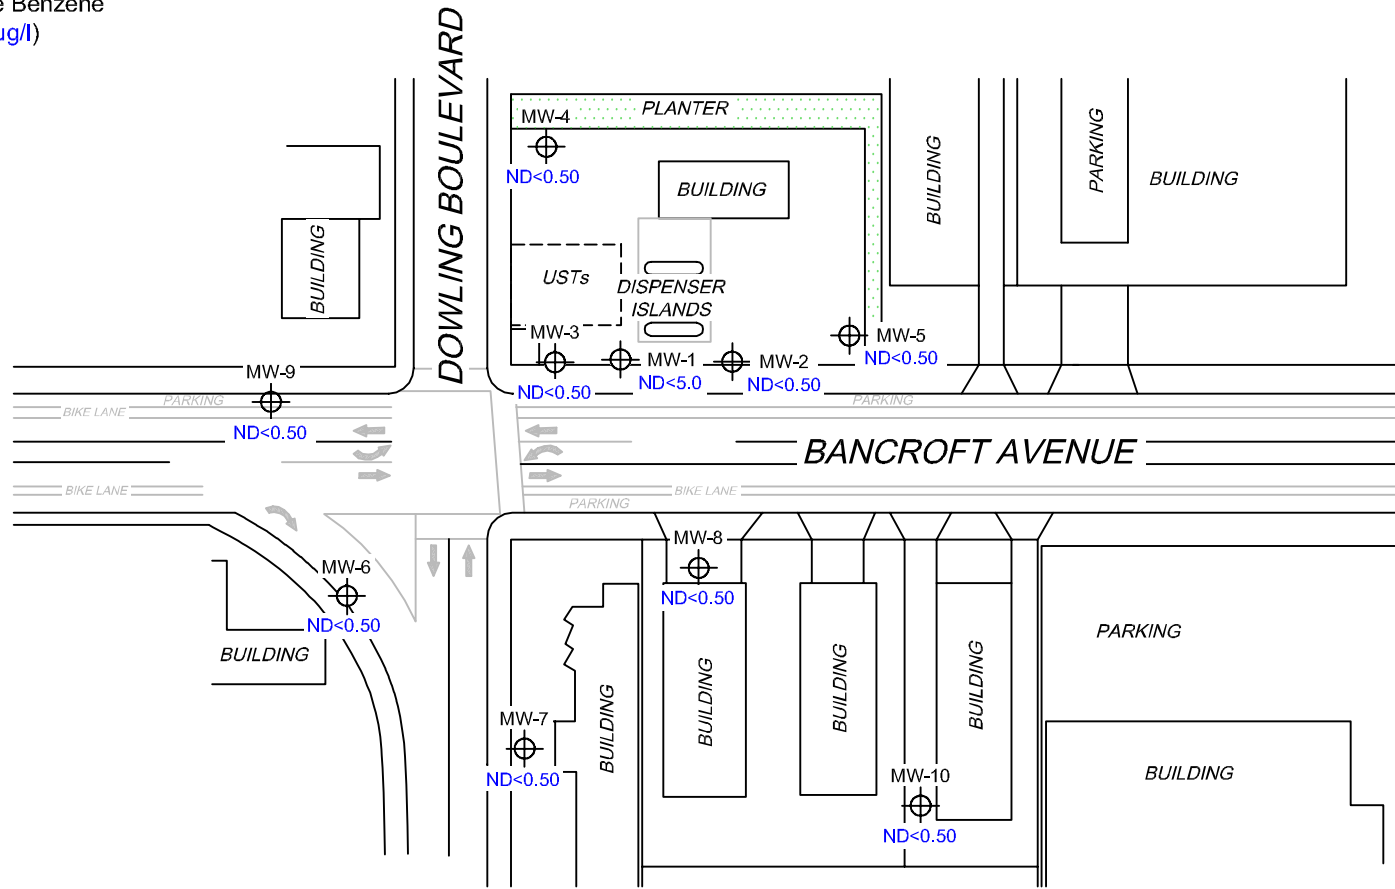 Benzene
µg/l)
DOWLING BOULEVARD
PLANTER
MW-4
ND<0.50
BUILDING
BUILDING
PARKING
BUILDING
BUILDING
USTs
DISPENSER
ISLANDS
MW-3
ND<0.50
MW-1
ND<5.0
MW-2
ND<0.50
MW-5
ND<0.50
MW-9
ND<0.50
PARKING
BIKE LANE
PARKING
BANCROFT AVENUE
BIKE LANE
BIKE LANE
PARKING
MW-8
ND<0.50
MW-6
ND<0.50
BUILDING
PARKING
BUILDING
BUILDING
BUILDING
BUILDING
MW-7
ND<0.50
MW-10
ND<0.50
BUILDING